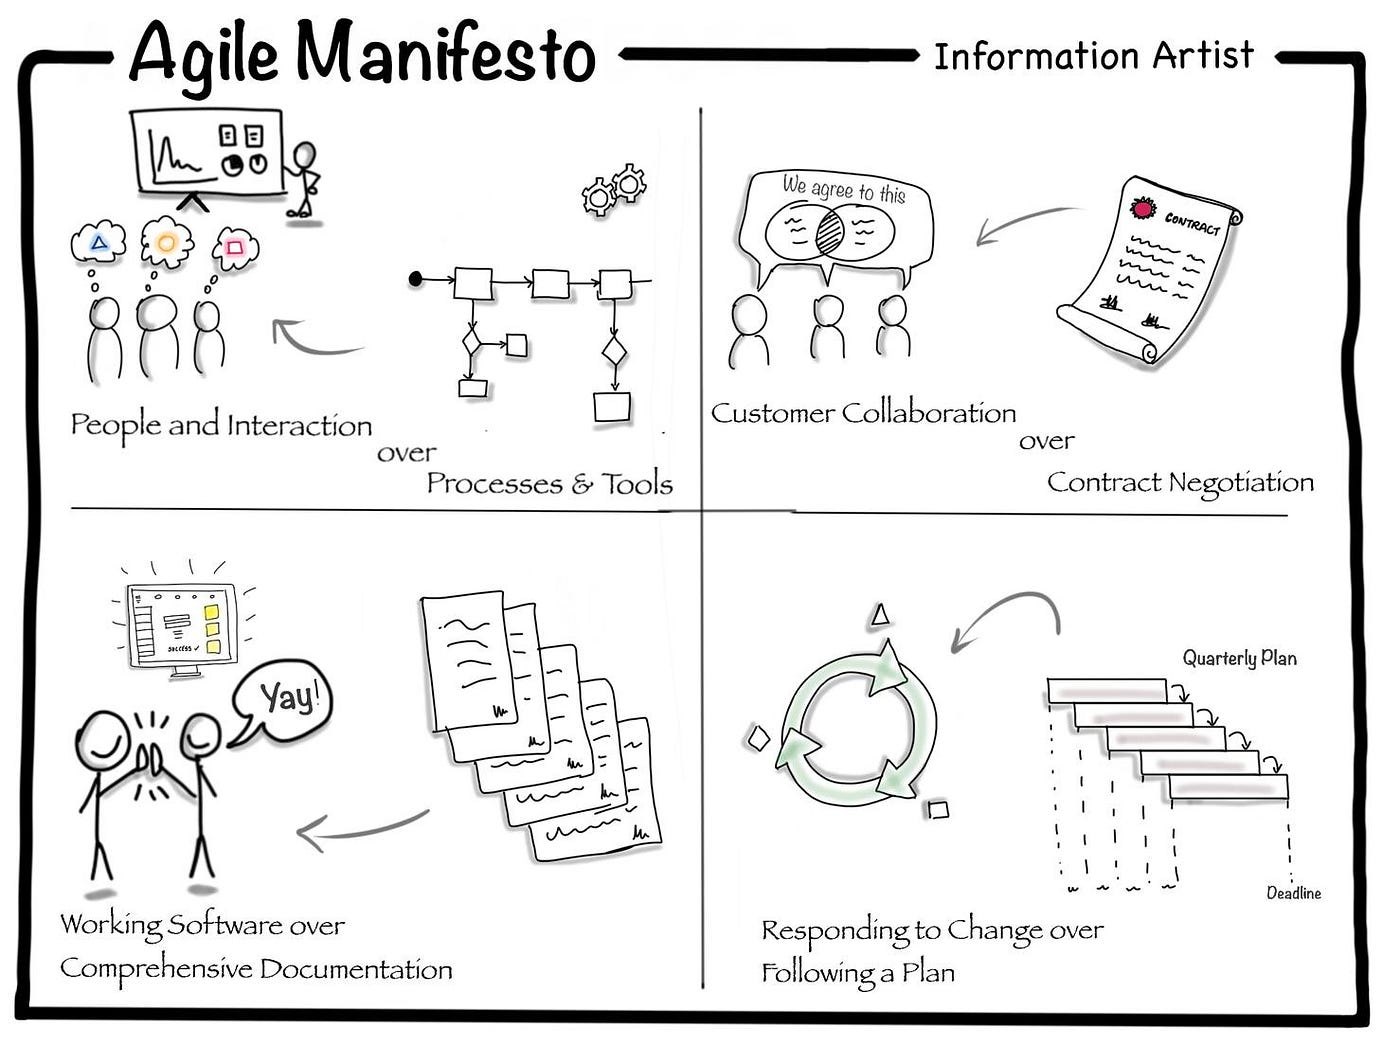 Agile Manifesto
Information Artist
People and Interaction
over
Processes & Tools
We agree to this
CONTRACT
Customer Collaboration
over
Contract Negotiation
SUCCESS ✓
Yay!
Working Software over
Comprehensive Documentation
Quarterly Plan
Deadline
Responding to Change over
Following a Plan